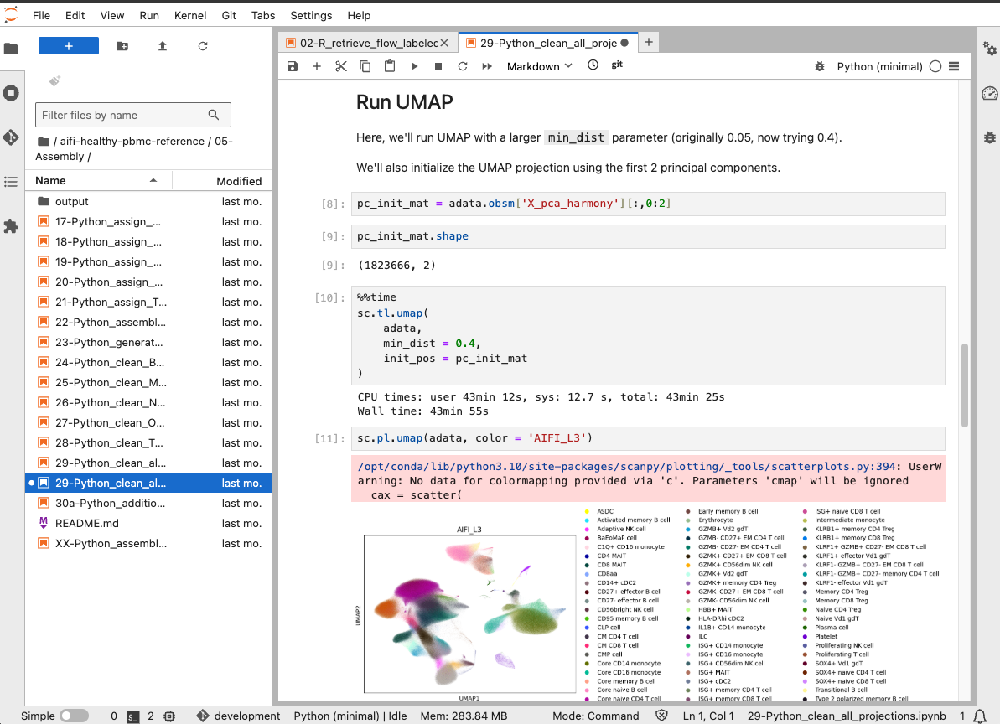 File Edit View Run Kernel Git Tabs Settings Help
+
Filter files by name
/ aifi-healthy-pbmc-reference / 05-
Assembly /
Name Modified
output last mo.
17-Python_assign_... last mo.
18-Python_assign_... last mo.
19-Python_assign_... last mo.
20-Python_assign_... last mo.
21-Python_assign_T... last mo.
22-Python_assembl... last mo.
23-Python_generat... last mo.
24-Python_clean_B... last mo.
25-Python_clean_M... last mo.
26-Python_clean_N... last mo.
27-Python_clean_O... last mo.
28-Python_clean_T... last mo.
29-Python_clean_al... last mo.
29-Python_clean_al... last mo.
30a-Python_additio... last mo.
README.md last mo.
XX-Python_assembl... last mo.
02-R_retrieve_flow_labelec 29-Python_clean_all_proje
Markdown git Python (minimal)
Run UMAP
Here, we'll run UMAP with a larger min_dist parameter (originally 0.05, now trying 0.4).
We'll also initialize the UMAP projection using the first 2 principal components.
[8]: pc_init_mat = adata.obsm['X_pca_harmony'][:,0:2]
[9]: pc_init_mat.shape
[9]: (1823666, 2)
[10]: %%time
sc.tl.umap(
adata,
min_dist = 0.4,
init_pos = pc_init_mat
)
CPU times: user 43min 12s, sys: 12.7 s, total: 43min 25s
Wall time: 43min 55s
[11]: sc.pl.umap(adata, color = 'AIFI_L3')
/opt/conda/lib/python3.10/site-packages/scanpy/plotting/_tools/scatterplots.py:394: UserW
arning: No data for colormapping provided via 'c'. Parameters 'cmap' will be ignored
cax = scatter(
AIFI_L3
UMAP2
UMAP1
ASDC
Activated memory B cell
Adaptive NK cell
BaEoMaP cell
C1Q+ CD16 monocyte
CD4 MAIT
CD8 MAIT
CD8aa
CD14+ cDC2
CD27+ effector B cell
CD27- effector B cell
CD56bright NK cell
CD95 memory B cell
CLP cell
CM CD4 T cell
CM CD8 T cell
CMP cell
Core CD14 monocyte
Core CD16 monocyte
Core memory B cell
Core naive B cell
Core naive CD4 T cell
Early memory B cell
Erythrocyte
GZMB+ Vd2 gdT
GZMB- CD27+ EM CD4 T cell
GZMB- CD27- EM CD4 T cell
GZMK+ CD27+ EM CD8 T cell
GZMK+ CD56dim NK cell
GZMK+ Vd2 gdT
GZMK+ memory CD4 Treg
GZMK- CD27+ EM CD8 T cell
GZMK- CD56dim NK cell
HBB+ MAIT
HLA-DRhi cDC2
IL1B+ CD14 monocyte
ILC
ISG+ CD14 monocyte
ISG+ CD16 monocyte
ISG+ CD56dim NK cell
ISG+ MAIT
ISG+ cDC2
ISG+ memory CD4 T cell
ISG+ memory CD8 T cell
ISG+ naive CD8 T cell
Intermediate monocyte
KLRB1+ memory CD4 Treg
KLRB1+ memory CD8 Treg
KLRF1+ GZMB+ CD27- EM CD8 T cell
KLRF1+ effector Vd1 gdT
KLRF1- GZMB+ CD27- EM CD8 T cell
KLRF1- GZMB+ CD27- memory CD4 T cell
KLRF1- effector Vd1 gdT
Memory CD4 Treg
Memory CD8 Treg
Naive CD4 Treg
Naive Vd1 gdT
Plasma cell
Platelet
Proliferating NK cell
Proliferating T cell
SOX4+ Vd1 gdT
SOX4+ naive CD4 T cell
SOX4+ naive CD8 T cell
Transitional B cell
Type 2 polarized memory B cell
Simple 0 2 development Python (minimal) | Idle Mem: 283.84 MB Mode: Command Ln 1, Col 1 29-Python_clean_all_projections.ipynb 1